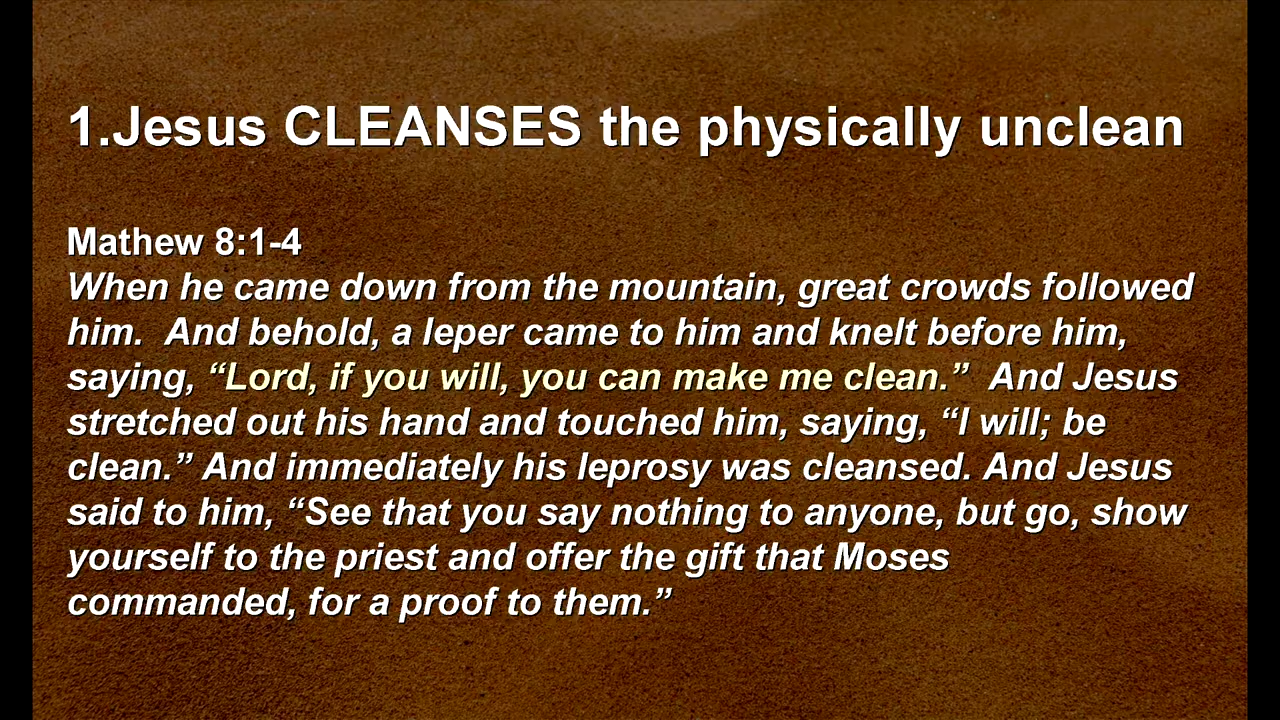 1.Jesus CLEANSES the physically unclean
Mathew 8:1-4
When he came down from the mountain, great crowds followed
him.  And behold, a leper came to him and knelt before him,
saying, “Lord, if you will, you can make me clean.”  And Jesus
stretched out his hand and touched him, saying, “I will; be
clean.” And immediately his leprosy was cleansed. And Jesus
said to him, “See that you say nothing to anyone, but go, show
yourself to the priest and offer the gift that Moses
commanded, for a proof to them.”